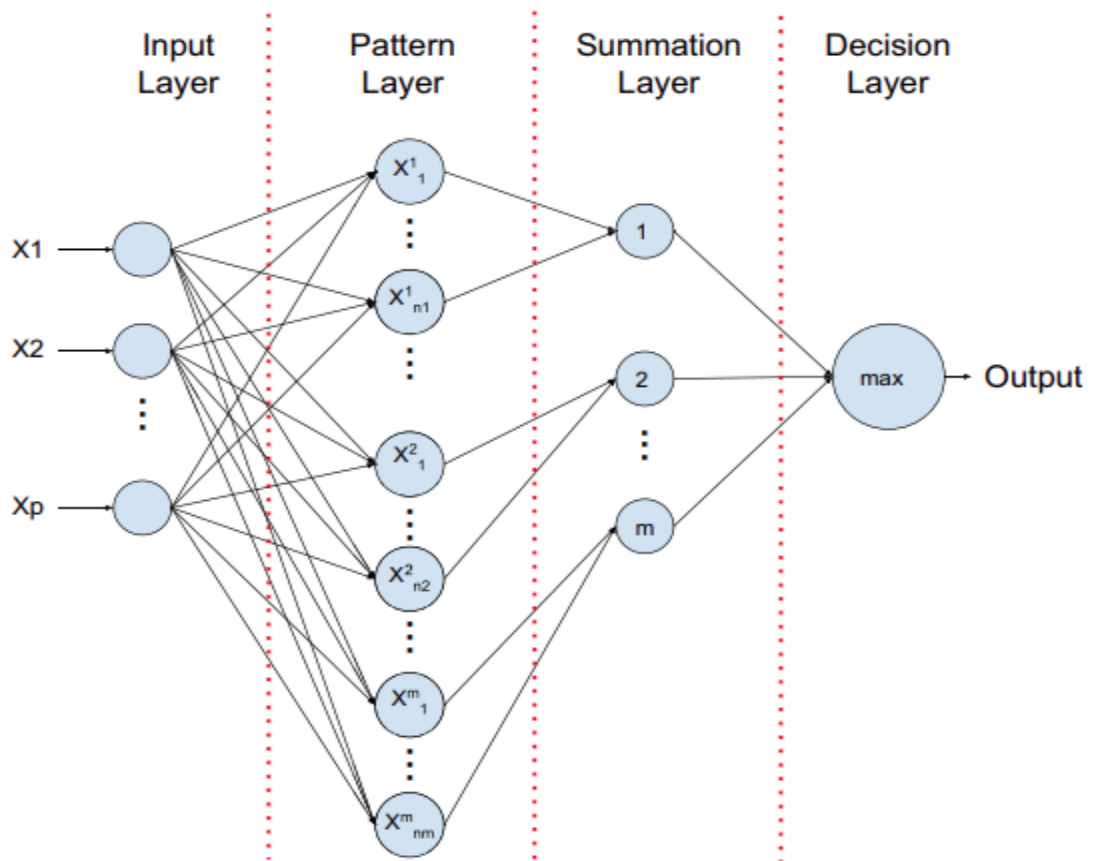 Input
Layer
Pattern
Layer
Summation
Layer
Decision
Layer
X1
X2
Xp
X¹₁
X¹ₙ₁
X²₁
X²ₙ₂
Xᵐ₁
Xᵐₙₘ
1
2
m
max
Output